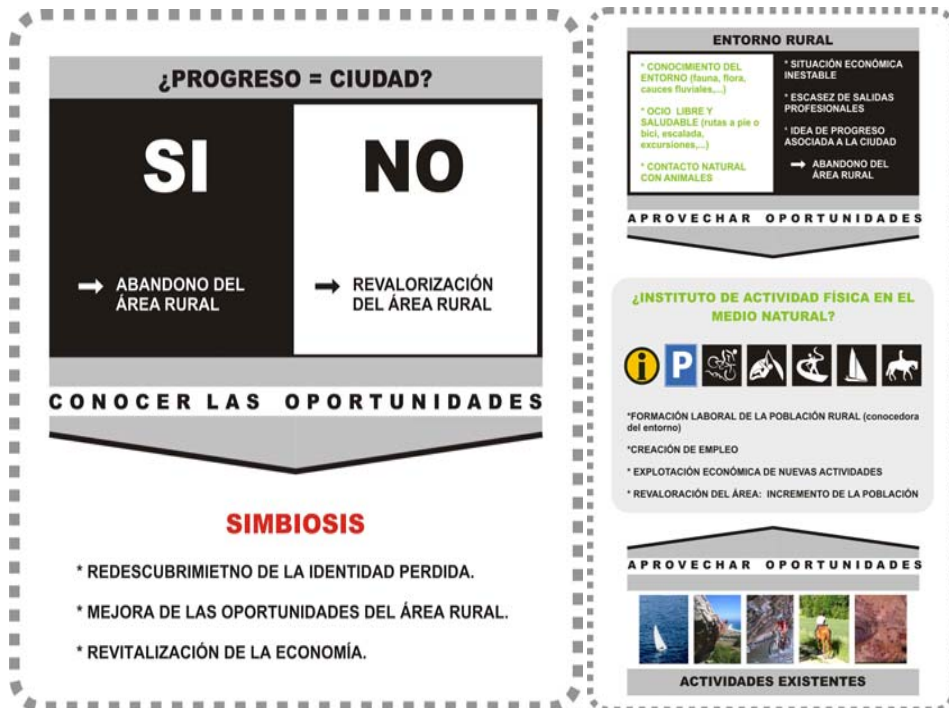 ¿PROGRESO = CIUDAD?
SI
NO
→ ABANDONO DEL
ÁREA RURAL
→ REVALORIZACIÓN
DEL ÁREA RURAL
CONOCER LAS OPORTUNIDADES
SIMBIOSIS
* REDESCUBRIMIETNO DE LA IDENTIDAD PERDIDA.
* MEJORA DE LAS OPORTUNIDADES DEL ÁREA RURAL.
* REVITALIZACIÓN DE LA ECONOMÍA.
ENTORNO RURAL
* CONOCIMIENTO DEL
ENTORNO (fauna, flora,
cauces fluviales,...)
* OCIO LIBRE Y
SALUDABLE (rutas a pie o
bici, escalada,
excursiones,...)
* CONTACTO NATURAL
CON ANIMALES
* SITUACIÓN ECONÓMICA
INESTABLE
* ESCASEZ DE SALIDAS
PROFESIONALES
* IDEA DE PROGRESO
ASOCIADA A LA CIUDAD
→ ABANDONO DEL
ÁREA RURAL
APROVECHAR OPORTUNIDADES
¿INSTITUTO DE ACTIVIDAD FÍSICA EN EL
MEDIO NATURAL?
i P
*FORMACIÓN LABORAL DE LA POBLACIÓN RURAL (conocedora
del entorno)
*CREACIÓN DE EMPLEO
* EXPLOTACIÓN ECONÓMICA DE NUEVAS ACTIVIDADES
* REVALORACIÓN DEL ÁREA: INCREMENTO DE LA POBLACIÓN
APROVECHAR OPORTUNIDADES
ACTIVIDADES EXISTENTES